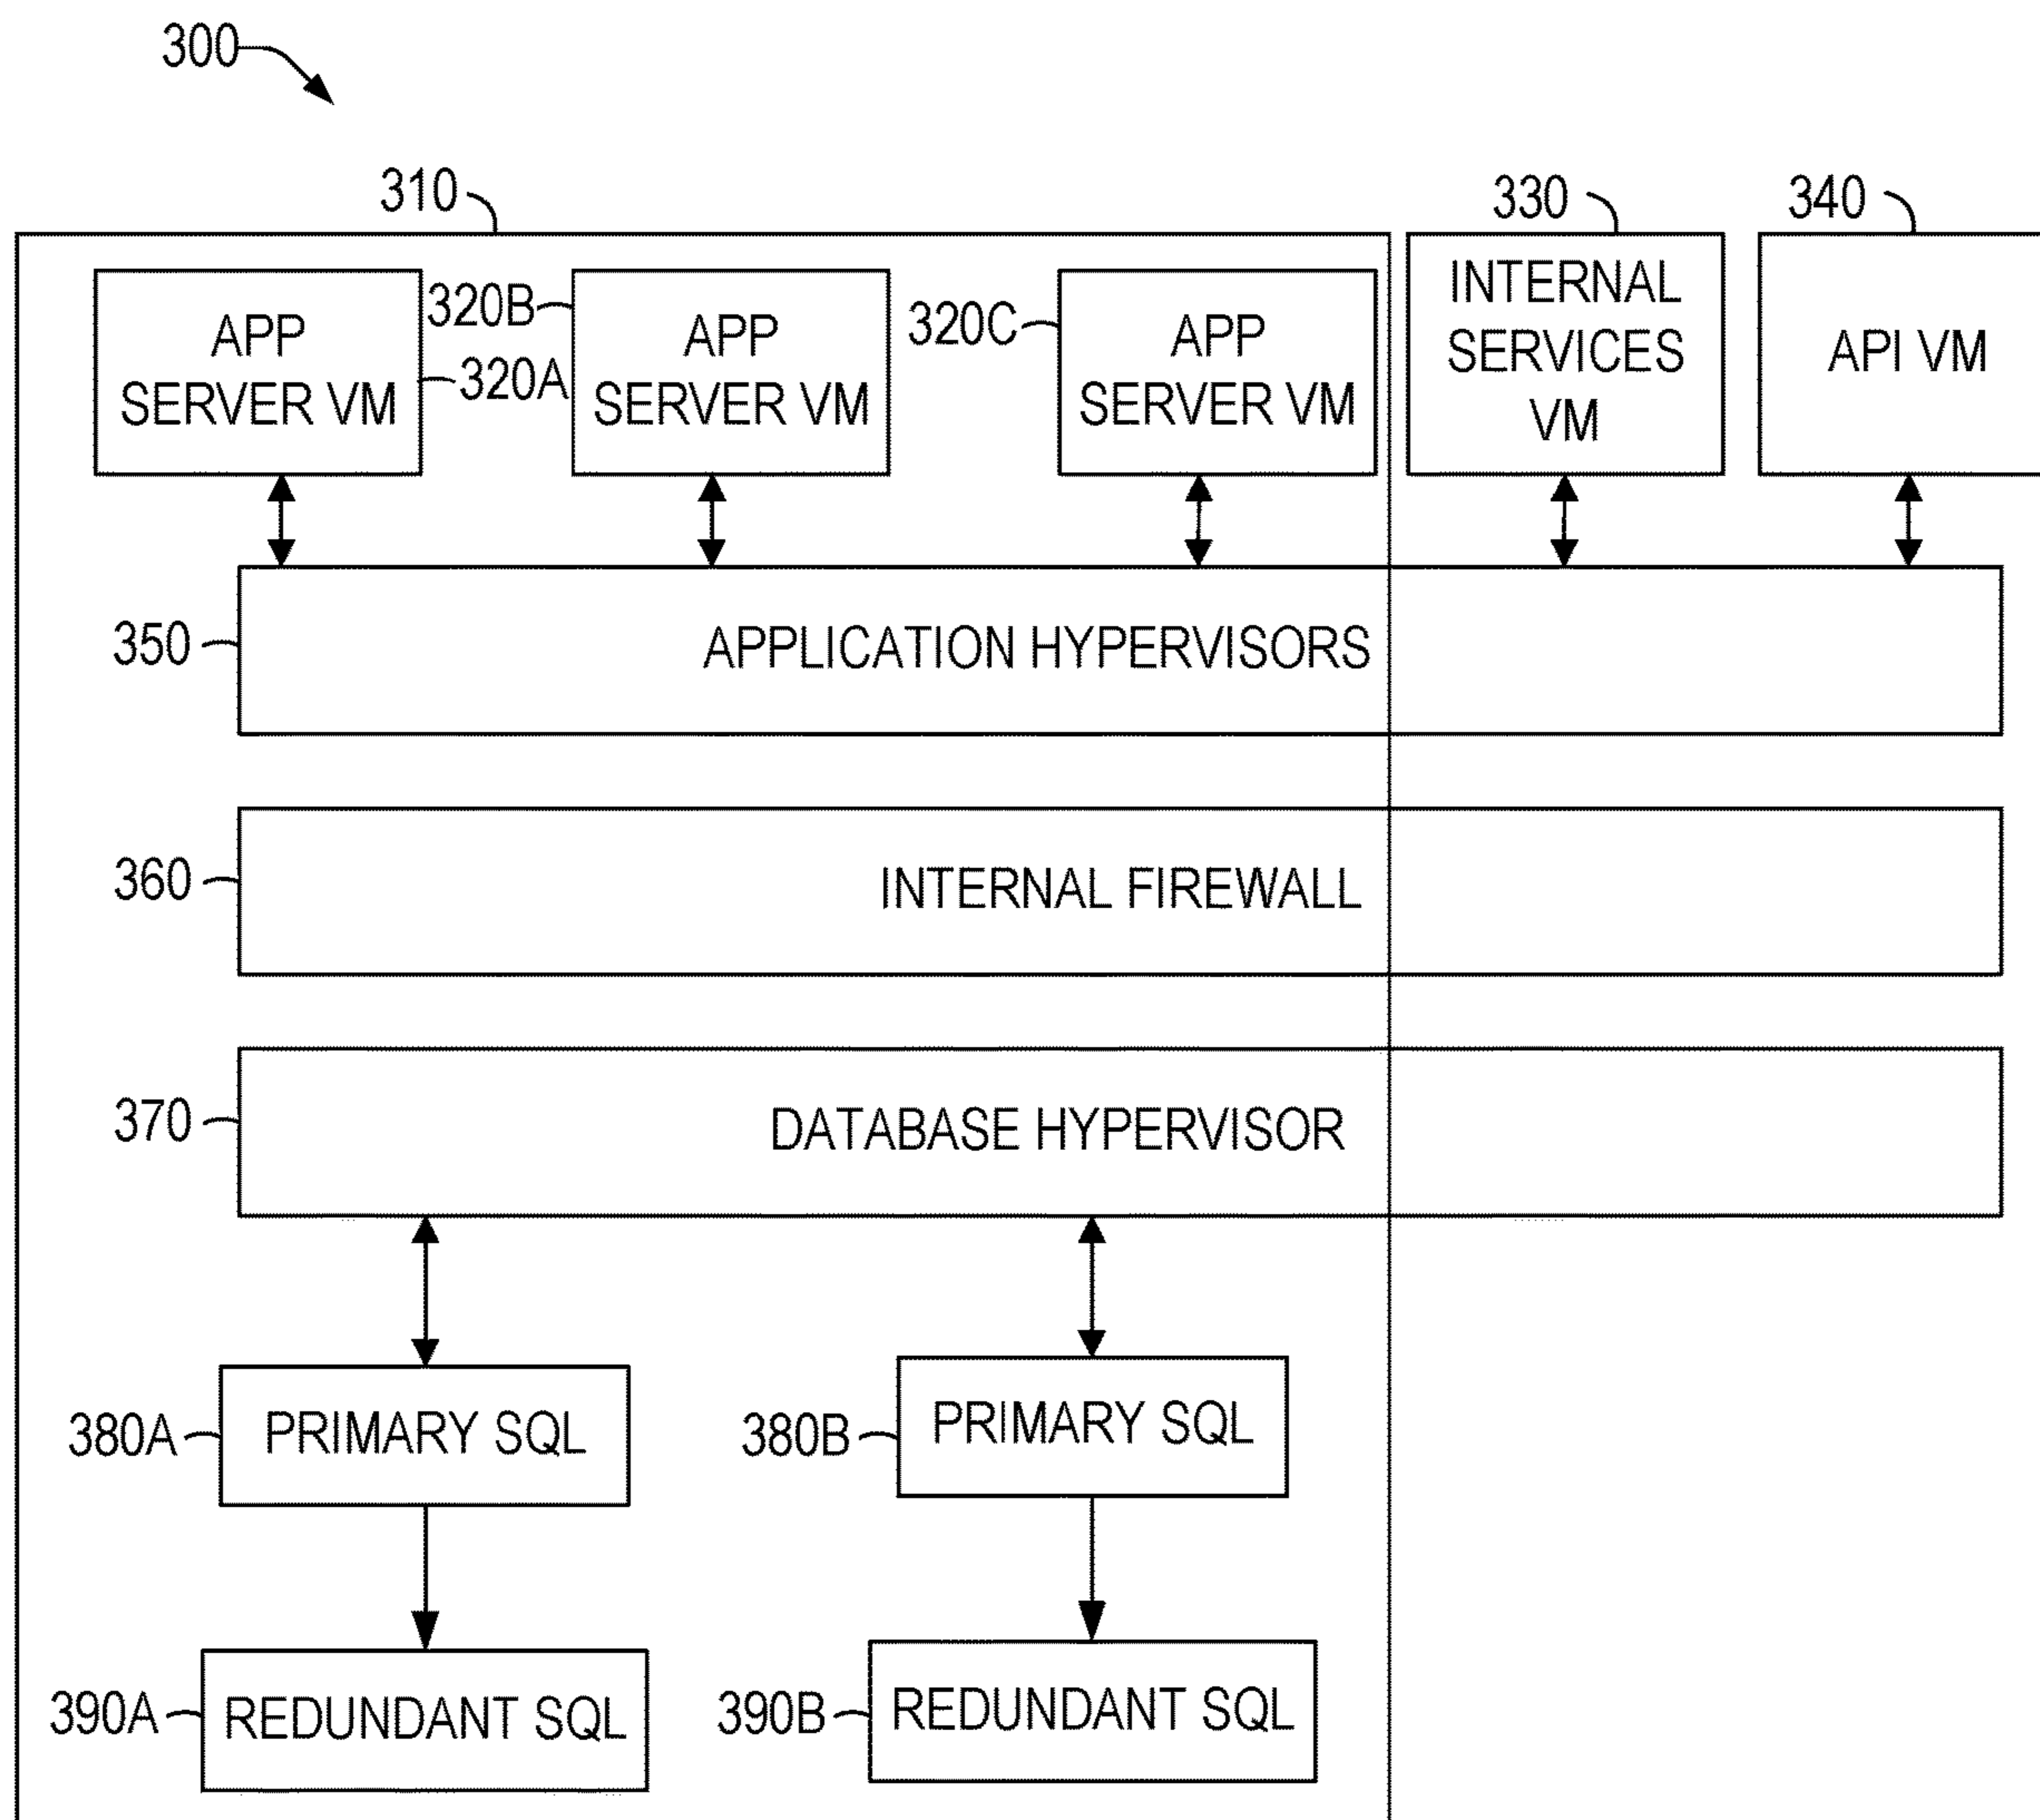 300
310
330
340
APP
SERVER VM
320A
320B
APP
SERVER VM
320C
APP
SERVER VM
INTERNAL
SERVICES
VM
API VM
350
APPLICATION HYPERVISORS
360
INTERNAL FIREWALL
370
DATABASE HYPERVISOR
380A
PRIMARY SQL
380B
PRIMARY SQL
390A
REDUNDANT SQL
390B
REDUNDANT SQL